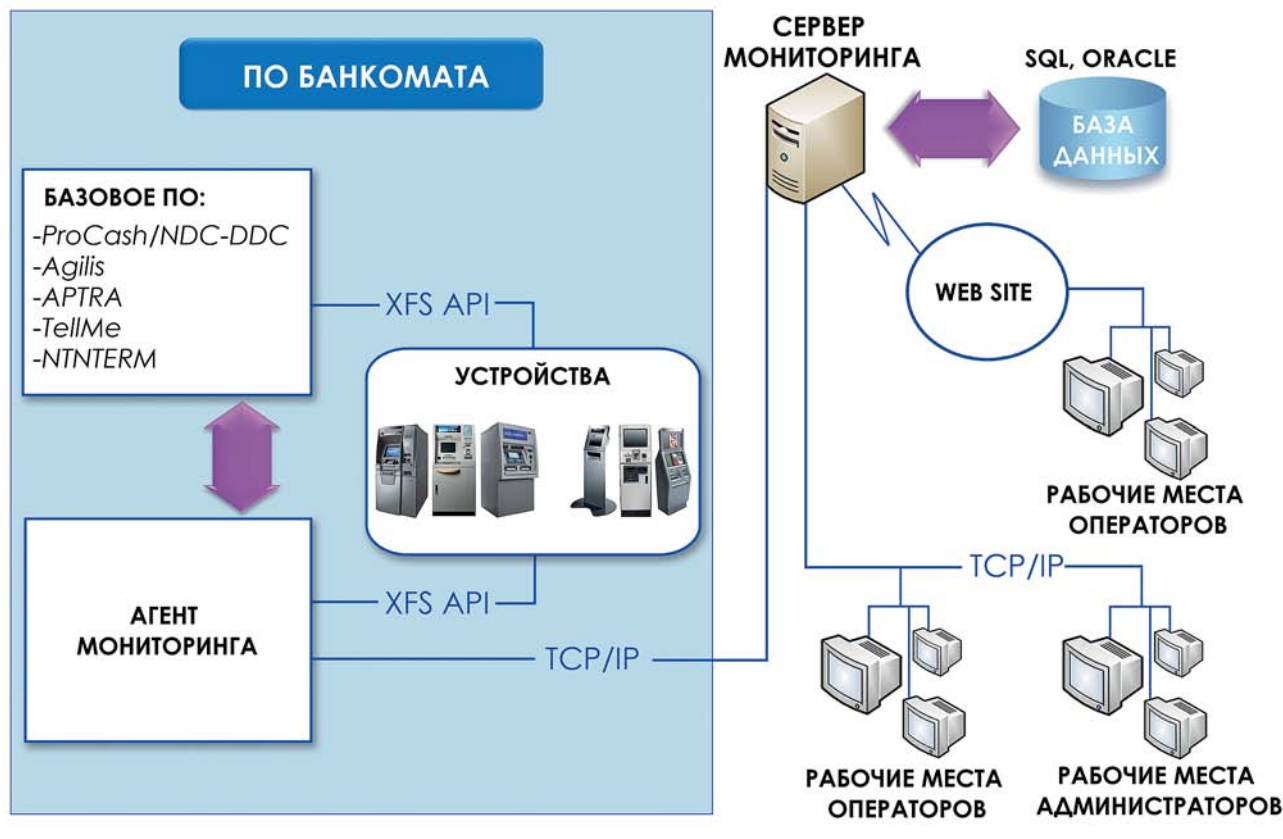 ПО БАНКОМАТА
БАЗОВОЕ ПО:
-ProCash/NDC-DDC
-Agilis
-APTRA
-TellMe
-NTNTERM
XFS API
УСТРОЙСТВА
АГЕНТ
МОНИТОРИНГА
XFS API
TCP/IP
СЕРВЕР
МОНИТОРИНГА
SQL, ORACLE
БАЗА
ДАННЫХ
WEB SITE
РАБОЧИЕ МЕСТА
ОПЕРАТОРОВ
TCP/IP
РАБОЧИЕ МЕСТА
ОПЕРАТОРОВ
РАБОЧИЕ МЕСТА
АДМИНИСТРАТОРОВ